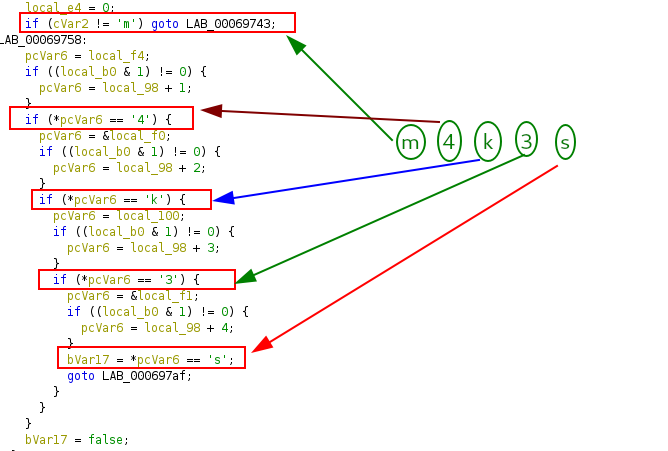 local_e4 = 0;
if (cVar2 != 'm') goto LAB_00069743;
LAB_00069758:
pcVar6 = local_f4;
if ((local_b0 & 1) != 0) {
pcVar6 = local_98 + 1;
}
if (*pcVar6 == '4') {
pcVar6 = &local_f0;
if ((local_b0 & 1) != 0) {
pcVar6 = local_98 + 2;
}
if (*pcVar6 == 'k') {
pcVar6 = local_100;
if ((local_b0 & 1) != 0) {
pcVar6 = local_98 + 3;
}
if (*pcVar6 == '3') {
pcVar6 = &local_f1;
if ((local_b0 & 1) != 0) {
pcVar6 = local_98 + 4;
}
bVar17 = *pcVar6 == 's';
goto LAB_000697af;
}
}
}
bVar17 = false;
m 4 k 3 s